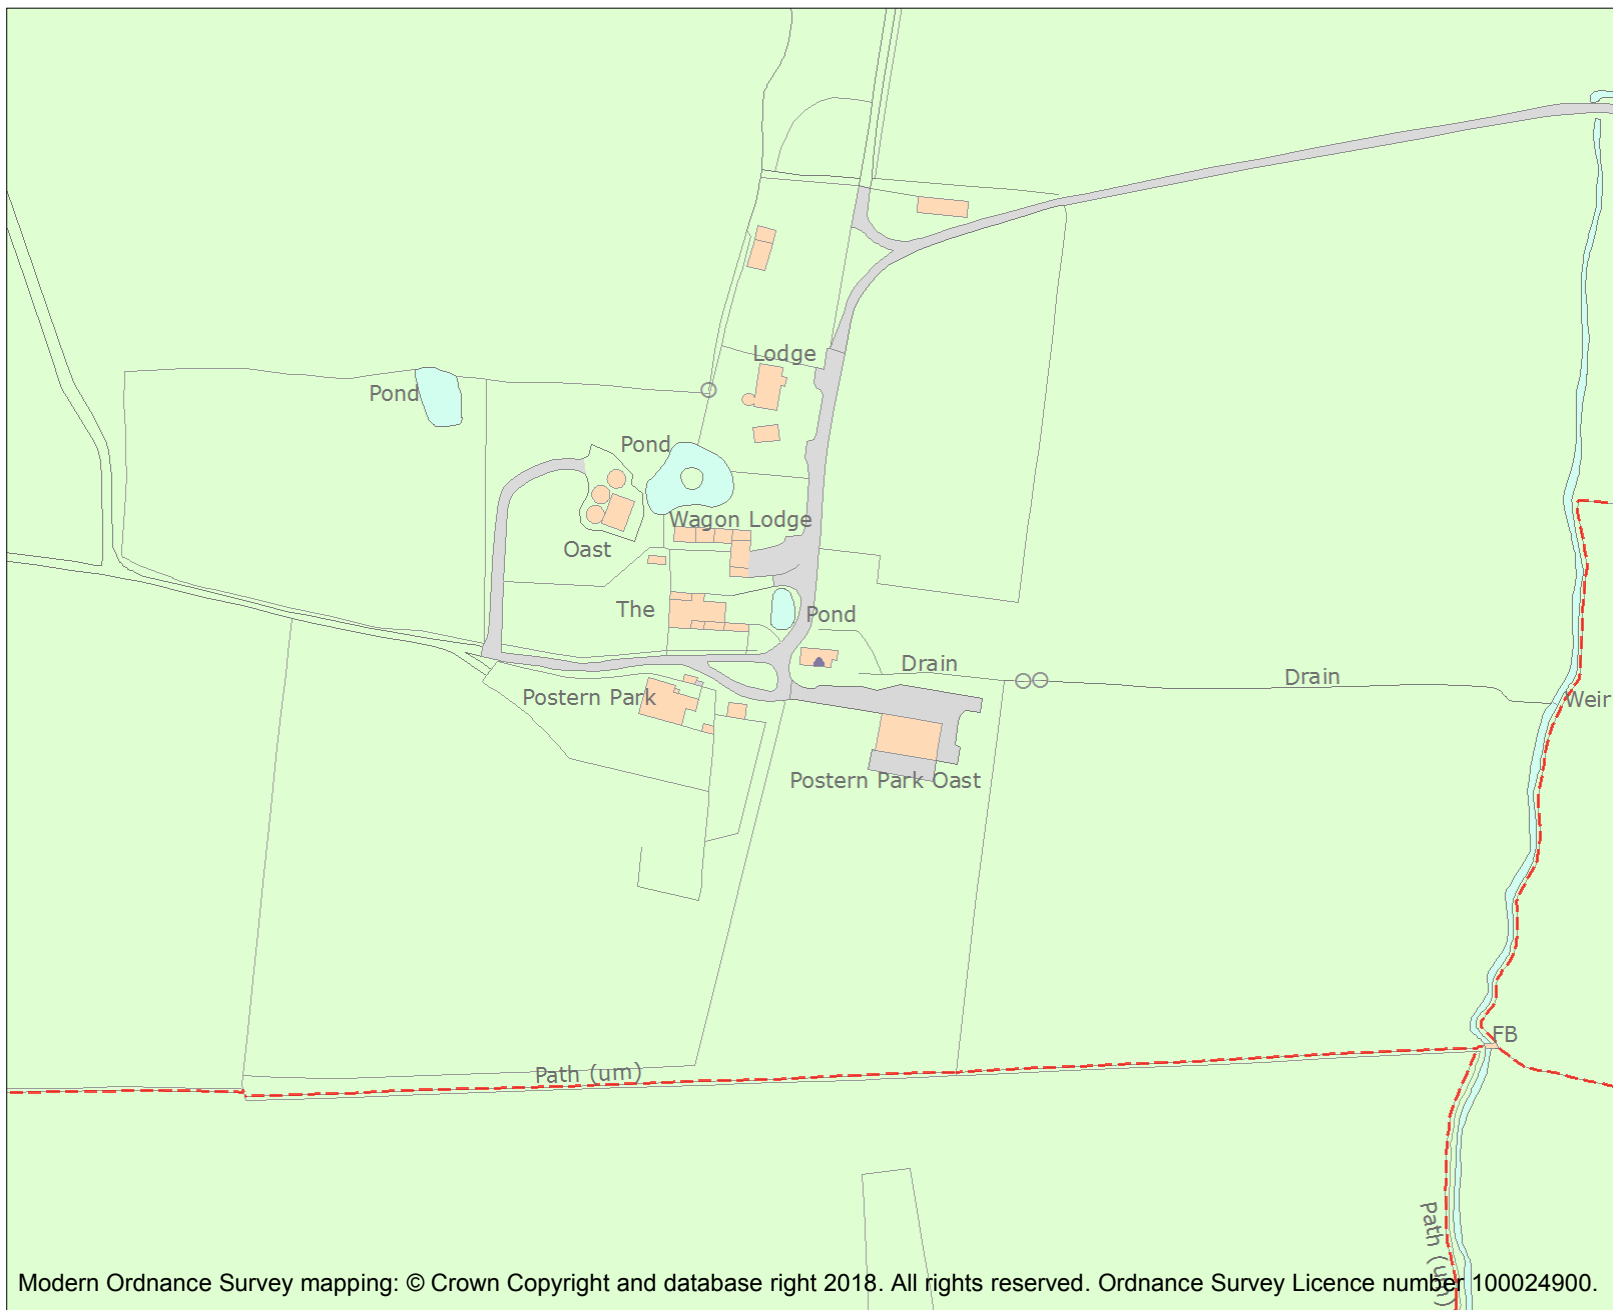 Lodge
Pond
Pond
Wagon Lodge
Oast
The
Pond
Drain
Drain
Postern Park
Weir
Postern Park Oast
FB
Path (um)
Path (um)
Modern Ordnance Survey mapping: © Crown Copyright and database right 2018. All rights reserved. Ordnance Survey Licence number 100024900.